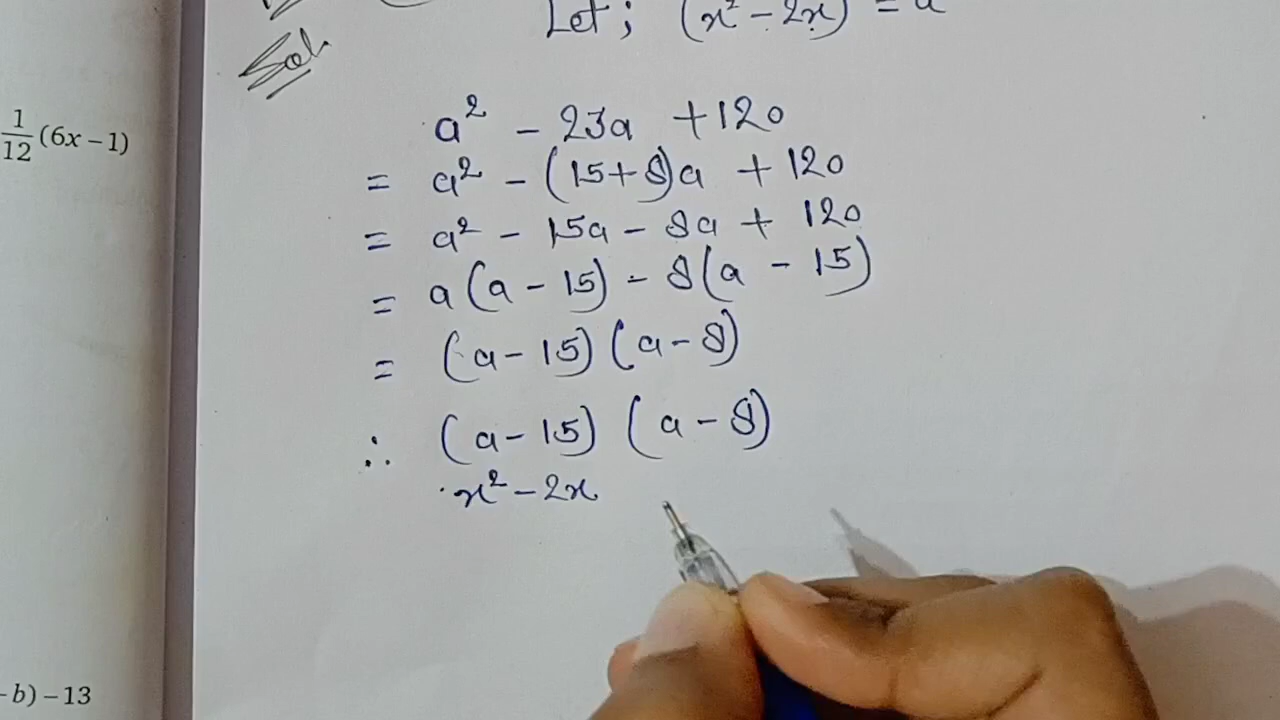 Let; (x² - 2x) = a
Sol.
a² - 23a + 120
= a² - (15+8)a + 120
= a² - 15a - 8a + 120
= a(a - 15) - 8(a - 15)
= (a - 15)(a - 8)
∴ (a - 15) (a - 8)
x² - 2x
1/12 (6x – 1)
-b) – 13